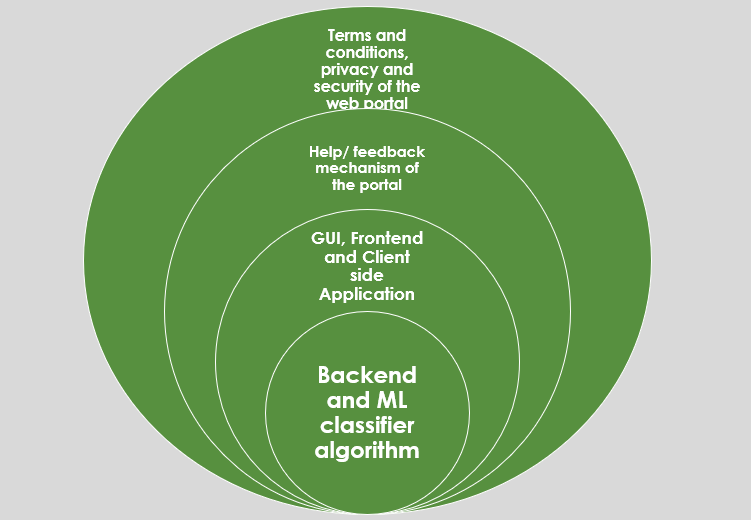 Terms and
conditions,
privacy and
security of the
web portal
Help/ feedback
mechanism of
the portal
GUI, Frontend
and Client
side
Application
Backend
and ML
classifier
algorithm